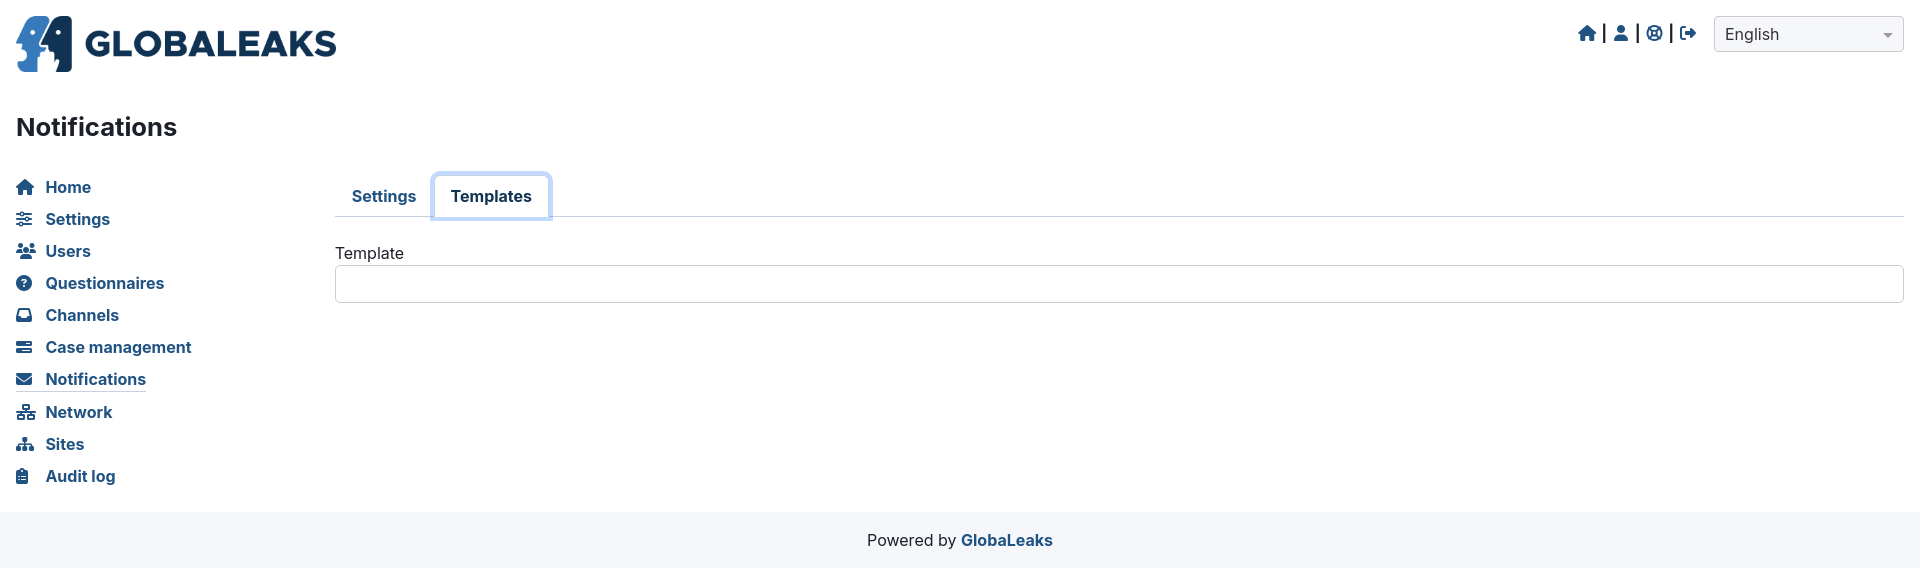 GLOBALEAKS
English
Notifications
Home
Settings
Users
Questionnaires
Channels
Case management
Notifications
Network
Sites
Audit log
Settings
Templates
Template
Powered by GlobaLeaks